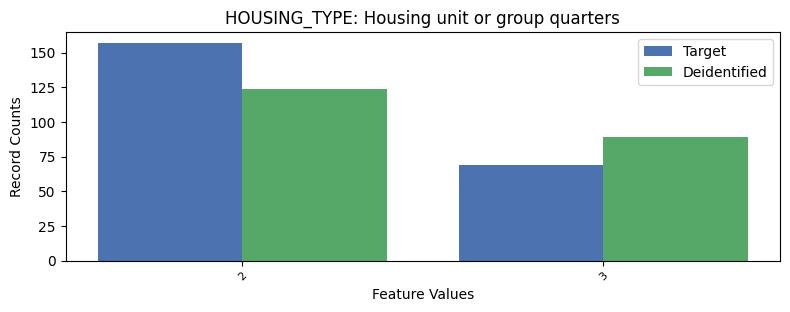 HOUSING_TYPE: Housing unit or group quarters
Target
Deidentified
Record Counts
150
125
100
75
50
25
0
2
3
Feature Values